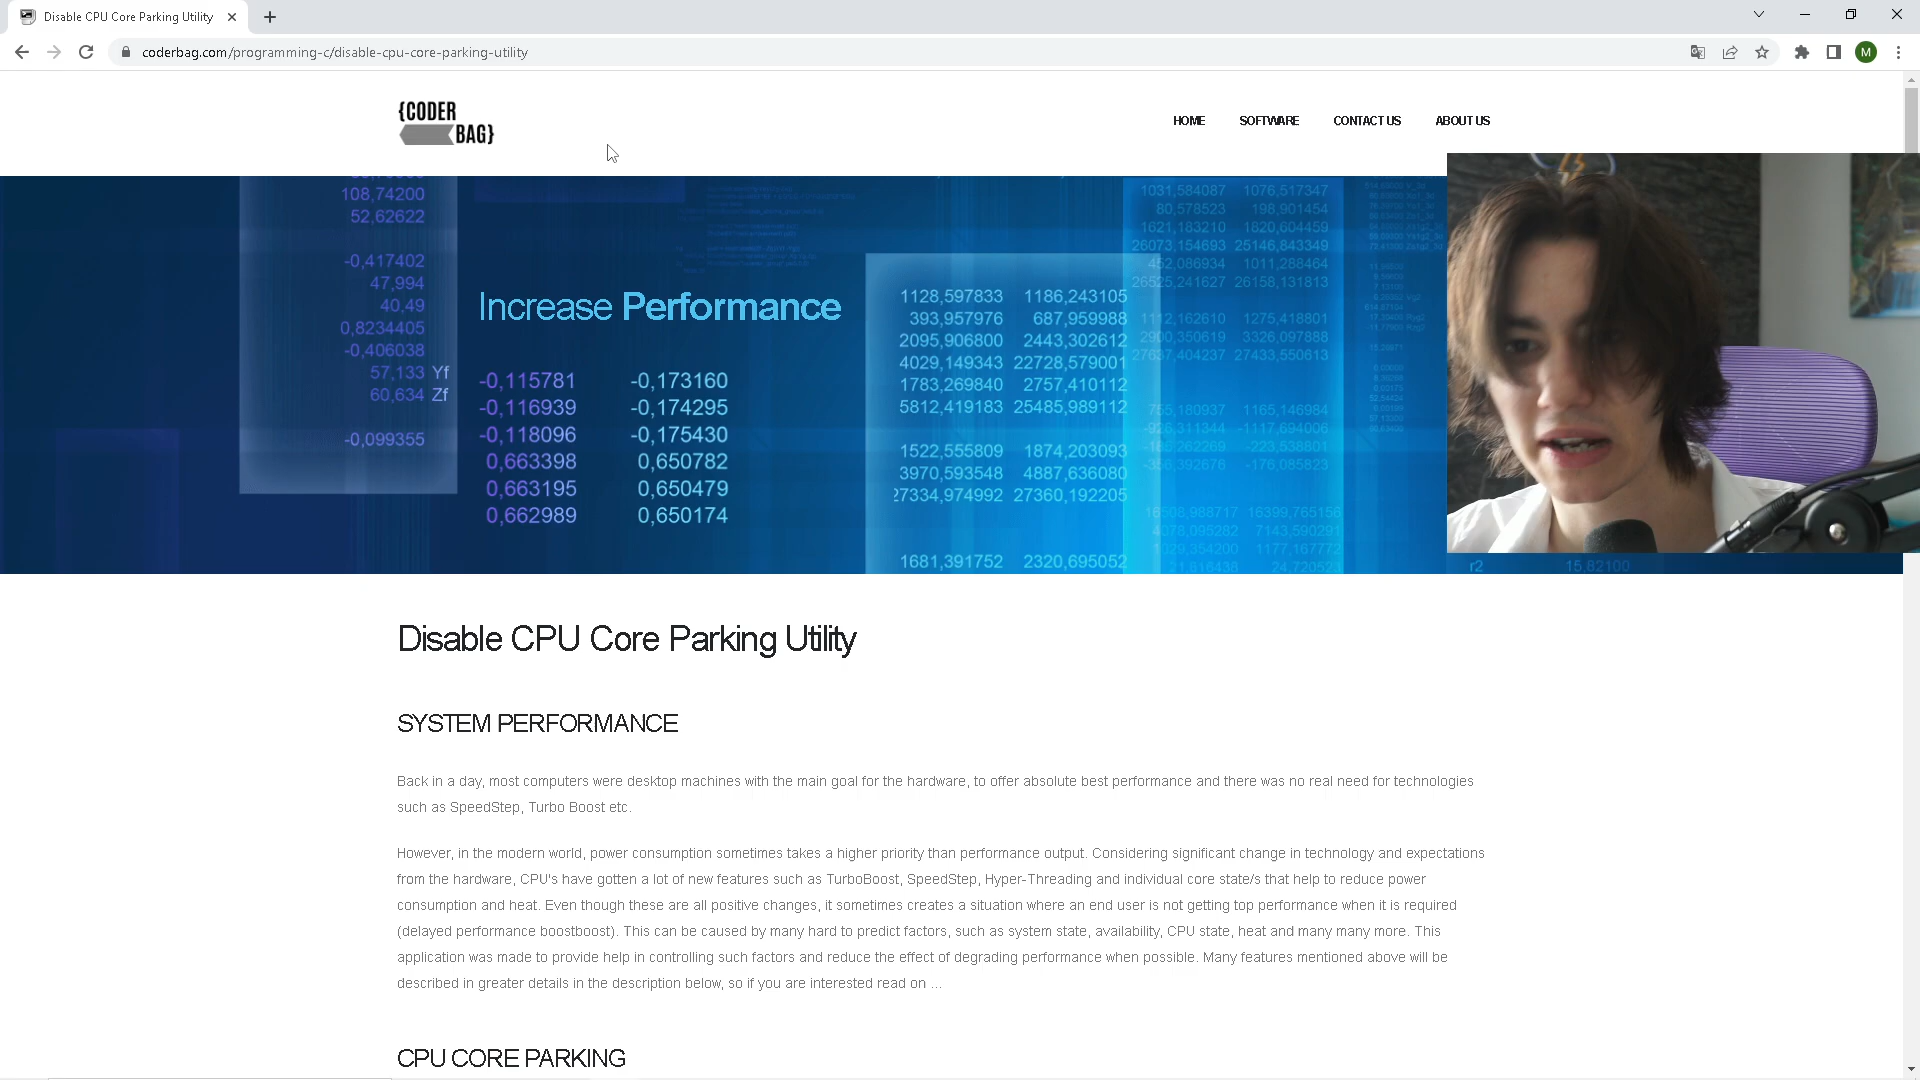 Disable CPU Core Parking Utility
coderbag.com/programming-c/disable-cpu-core-parking-utility
M
{CODER
BAG}
HOME SOFTWARE CONTACT US ABOUT US
108,74200
52,62622
-0,417402
47,994
40,49
0,8234405
-0,406038
57,133 Yf
60,634 Zf
-0,099355
Increase Performance
-0,115781 -0,173160
-0,116939 -0,174295
-0,118096 -0,175430
0,663398 0,650782
0,663195 0,650479
0,662989 0,650174
1128,597833 1186,243105
393,957976 687,959988
2095,906800 2443,302612
4029,149343 22728,579001
1783,269840 2757,410112
5812,419183 25485,989112
1522,555809 1874,203093
3970,593548 4887,636080
27334,974992 27360,192205
1681,391752 2320,695052
1031,584087 1076,517347
80,578523 198,901454
1621,183210 1820,604459
26073,154693 25146,843349
452,086934 1011,288464
26525,241627 26158,131813
1112,162610 1275,418801
2900,350619 3326,097888
27637,404237 27433,550613
755,180937 1165,146984
-926,311344 -1117,694006
-223,538801
-356,392676 -176,085823
16508,988717 16399,765156
4078,095282 7143,590291
1029,354200 1177,167772
21,816438 24,720523
r2 15,82100
Disable CPU Core Parking Utility
SYSTEM PERFORMANCE
Back in a day, most computers were desktop machines with the main goal for the hardware, to offer absolute best performance and there was no real need for technologies
such as SpeedStep, Turbo Boost etc.
However, in the modern world, power consumption sometimes takes a higher priority than performance output. Considering significant change in technology and expectations
from the hardware, CPU's have gotten a lot of new features such as TurboBoost, SpeedStep, Hyper-Threading and individual core state/s that help to reduce power
consumption and heat. Even though these are all positive changes, it sometimes creates a situation where an end user is not getting top performance when it is required
(delayed performance boostboost). This can be caused by many hard to predict factors, such as system state, availability, CPU state, heat and many many more. This
application was made to provide help in controlling such factors and reduce the effect of degrading performance when possible. Many features mentioned above will be
described in greater details in the description below, so if you are interested read on ...
CPU CORE PARKING